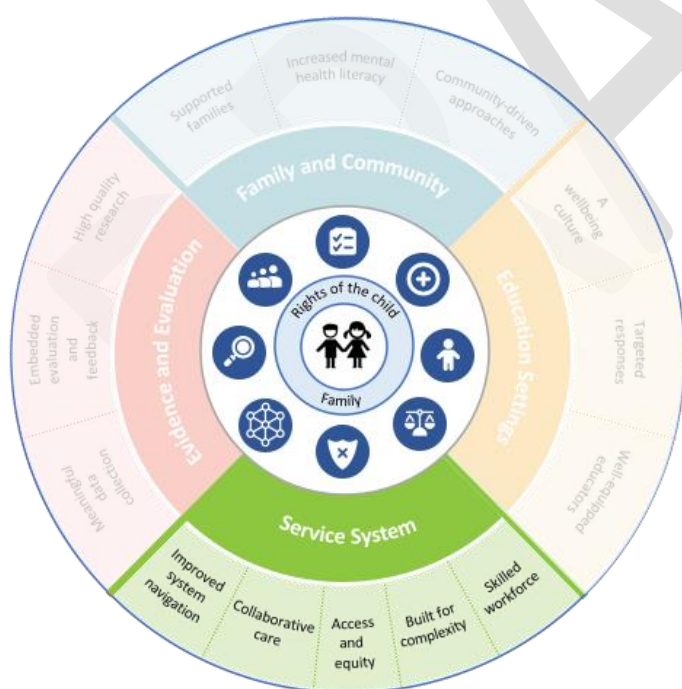 Supported
families
Increased mental
health literacy
Community-driven
approaches
Family and Community
High quality
research
Embedded
evaluation
and
feedback
Meaningful
data
collection
Evidence and Evaluation
A
wellbeing
culture
Targeted
responses
Well-equipped
educators
Education Settings
Rights of the child
Family
Service System
Improved
system
navigation
Collaborative
care
Access
and
equity
Built for
complexity
Skilled
workforce